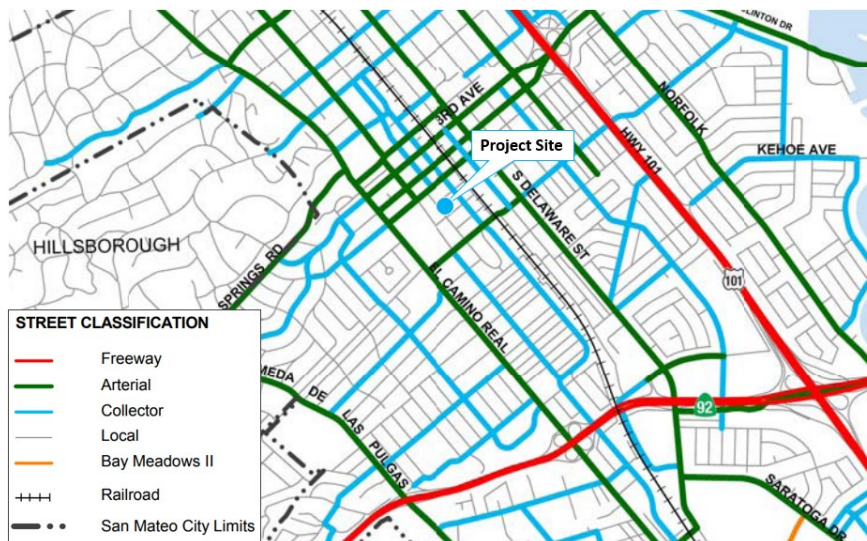 CLINTON DR
3RD AVE
NORFOLK
HWY 101
Project Site
KEHOE AVE
S DELAWARE ST
HILLSBOROUGH
SPRINGS RD
101
EL CAMINO REAL
STREET CLASSIFICATION
Freeway
Arterial
Collector
Local
Bay Meadows II
Railroad
San Mateo City Limits
MEDA DE LAS PULGAS
92
SARATOGA DR